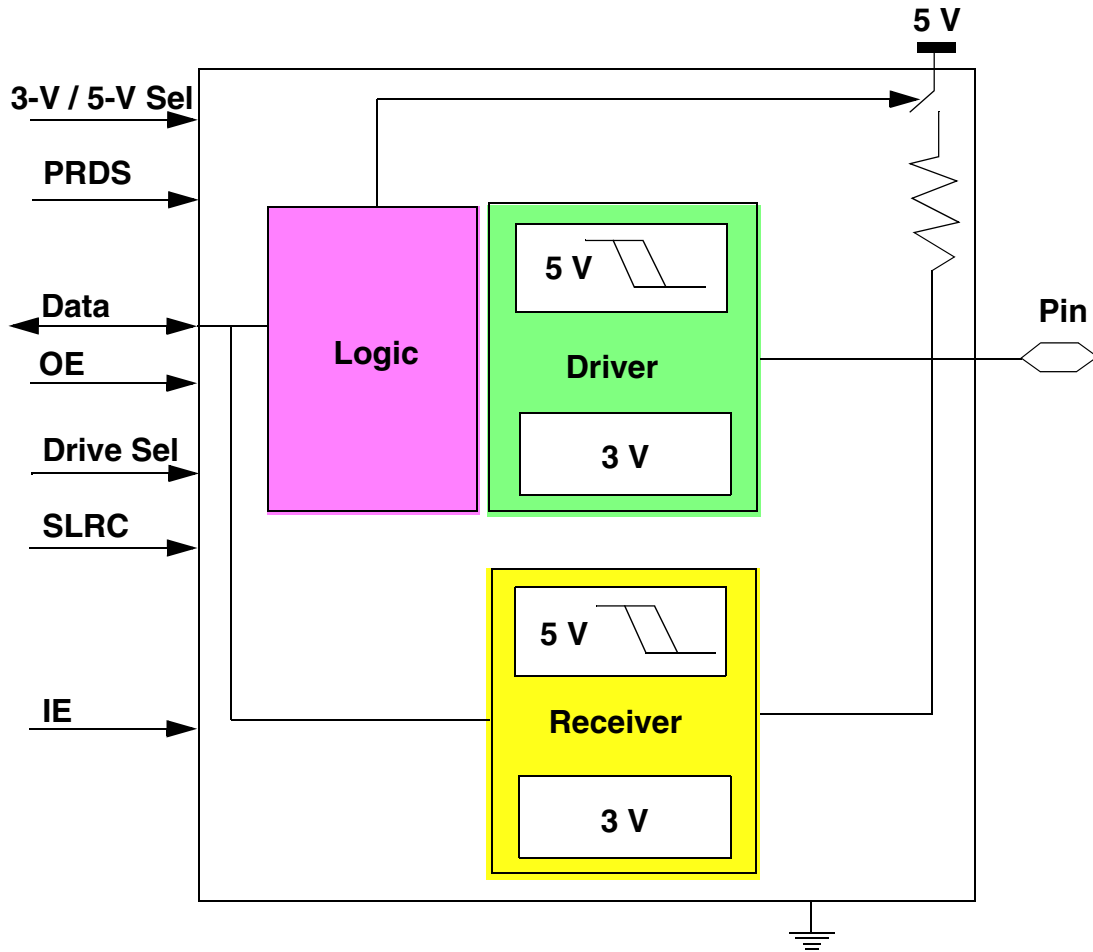 5 V
3-V / 5-V Sel
PRDS
Data
OE
Drive Sel
SLRC
IE
Logic
5 V
Driver
3 V
5 V
Receiver
3 V
Pin